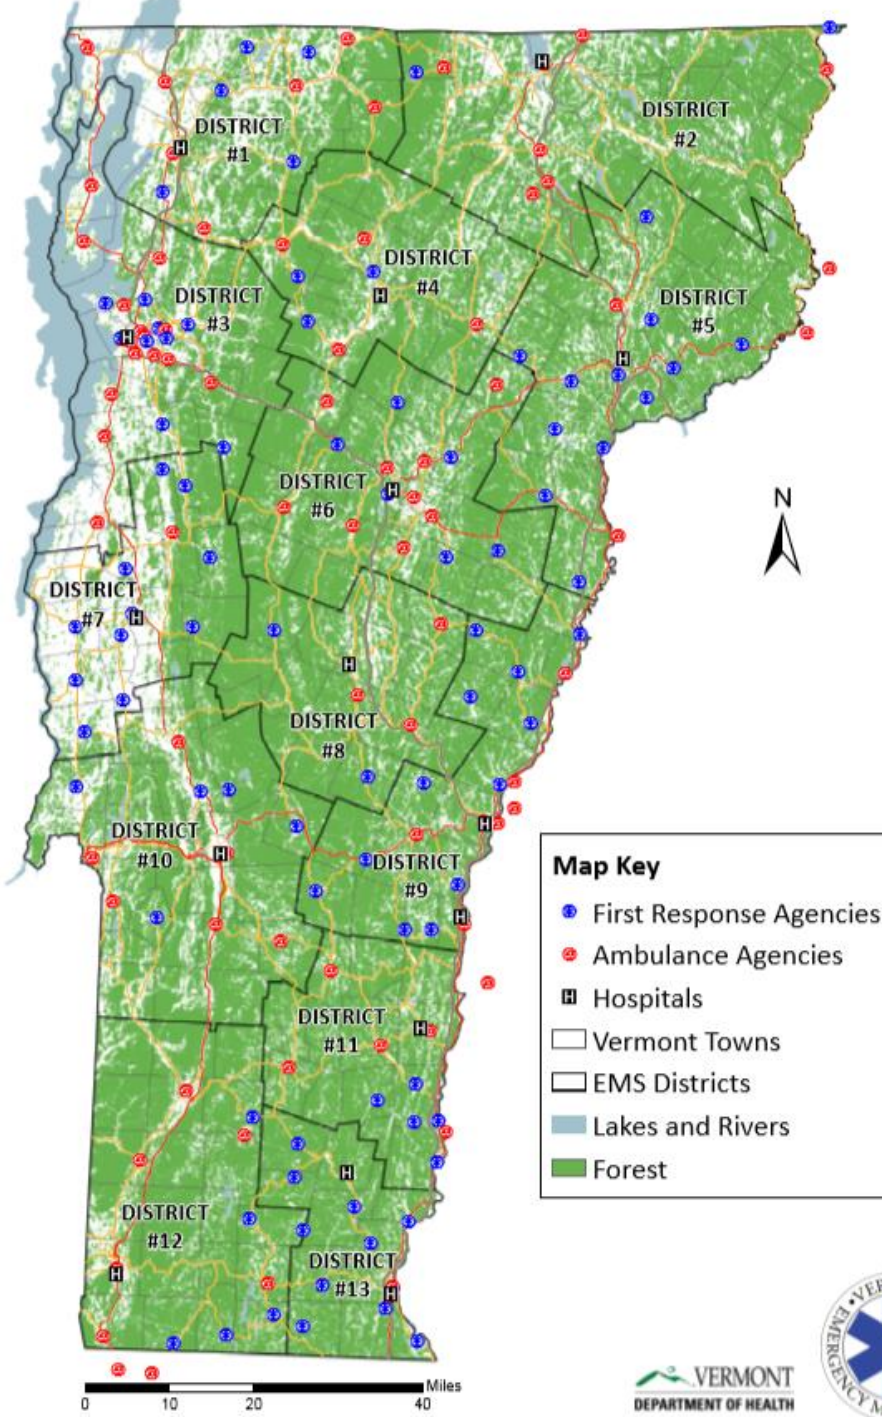 DISTRICT
#1
DISTRICT
#2
DISTRICT
#3
DISTRICT
#4
DISTRICT
#5
DISTRICT
#6
DISTRICT
#7
DISTRICT
#8
DISTRICT
#9
DISTRICT
#10
DISTRICT
#11
DISTRICT
#12
DISTRICT
#13
N
Map Key
First Response Agencies
Ambulance Agencies
H Hospitals
Vermont Towns
EMS Districts
Lakes and Rivers
Forest
0 10 20 40 Miles
VERMONT
DEPARTMENT OF HEALTH